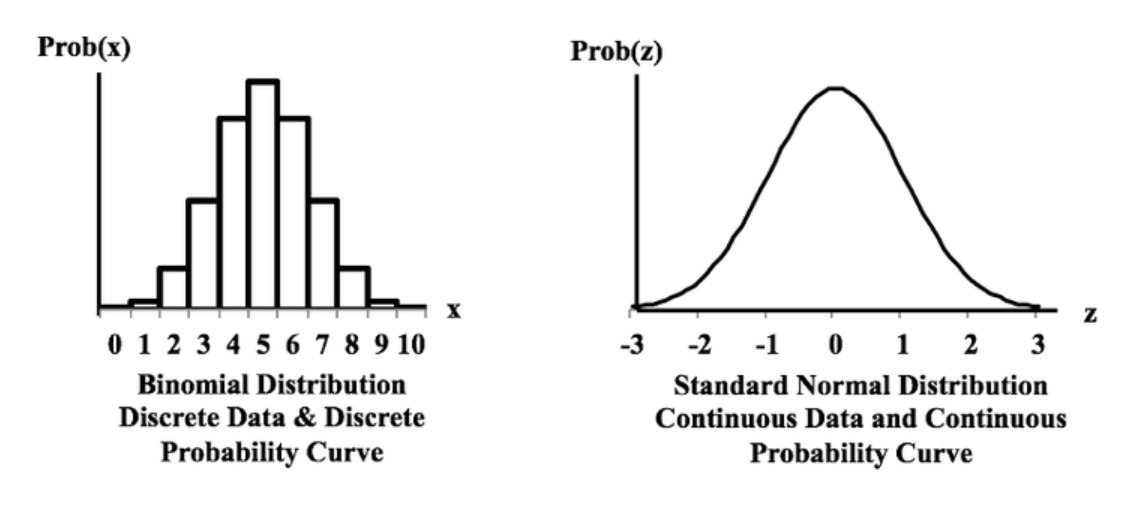 Prob(x)
x
0 1 2 3 4 5 6 7 8 9 10
Binomial Distribution
Discrete Data & Discrete
Probability Curve
Prob(z)
z
-3 -2 -1 0 1 2 3
Standard Normal Distribution
Continuous Data and Continuous
Probability Curve